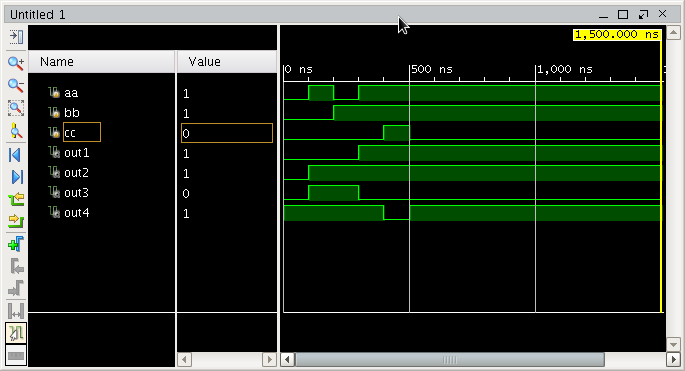 Untitled 1
1,500.000 ns
Name Value
0 ns 500 ns 1,000 ns 1
aa 1
bb 1
cc 0
out1 1
out2 1
out3 0
out4 1